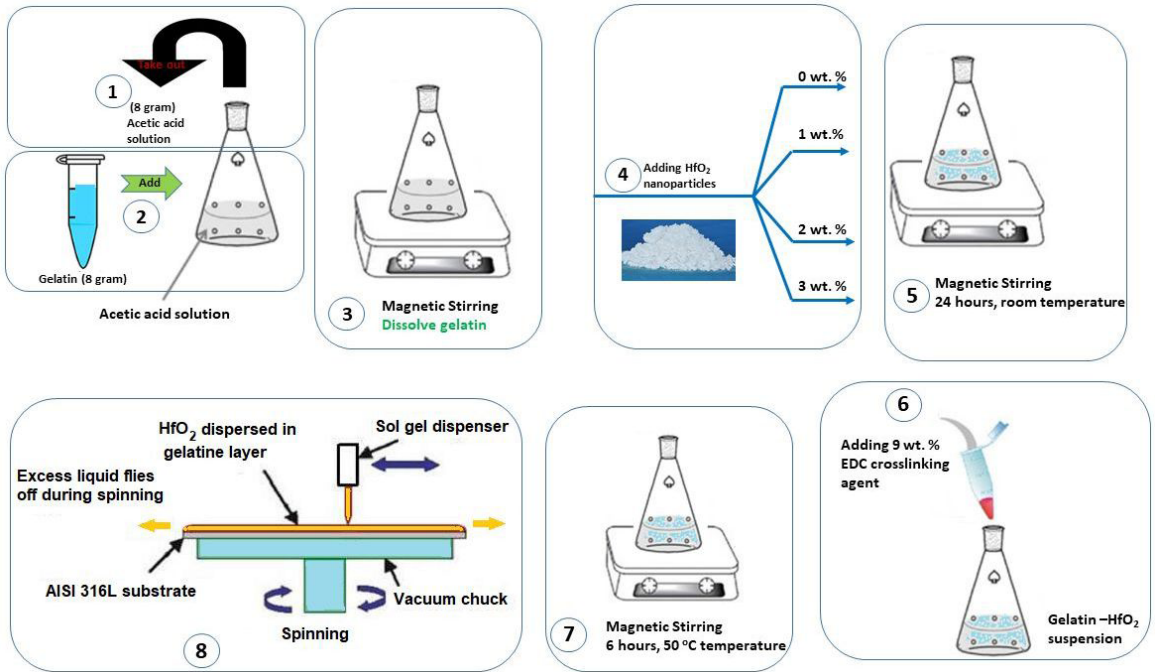 Take out
1
(8 gram)
Acetic acid
solution
Add
2
Gelatin (8 gram)
Acetic acid solution
3
Magnetic Stirring
Dissolve gelatin
4
Adding HfO₂
nanoparticles
0 wt. %
1 wt.%
2 wt. %
3 wt. %
5
Magnetic Stirring
24 hours, room temperature
6
Adding 9 wt. %
EDC crosslinking
agent
Gelatin –HfO₂
suspension
7
Magnetic Stirring
6 hours, 50 °C temperature
HfO₂ dispersed in
gelatine layer
Sol gel dispenser
Excess liquid flies
off during spinning
AISI 316L substrate
Vacuum chuck
Spinning
8